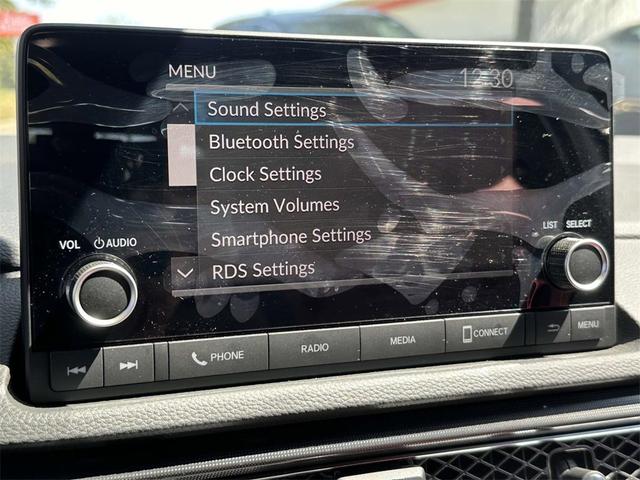 MENU
12:30
Sound Settings
Bluetooth Settings
Clock Settings
System Volumes
Smartphone Settings
RDS Settings
VOL AUDIO
LIST SELECT
PHONE
RADIO
MEDIA
CONNECT
MENU